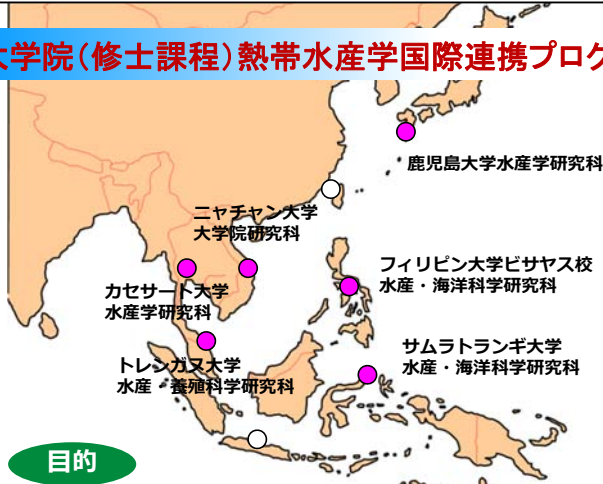 大学院(修士課程)熱帯水産学国際連携プログ
鹿児島大学水産学研究科
ニャチャン大学
大学院研究科
カセサート大学
水産学研究科
フィリピン大学ビサヤス校
水産・海洋科学研究科
トレンガヌ大学
水産・養殖科学研究科
サムラトランギ大学
水産・海洋科学研究科
目的